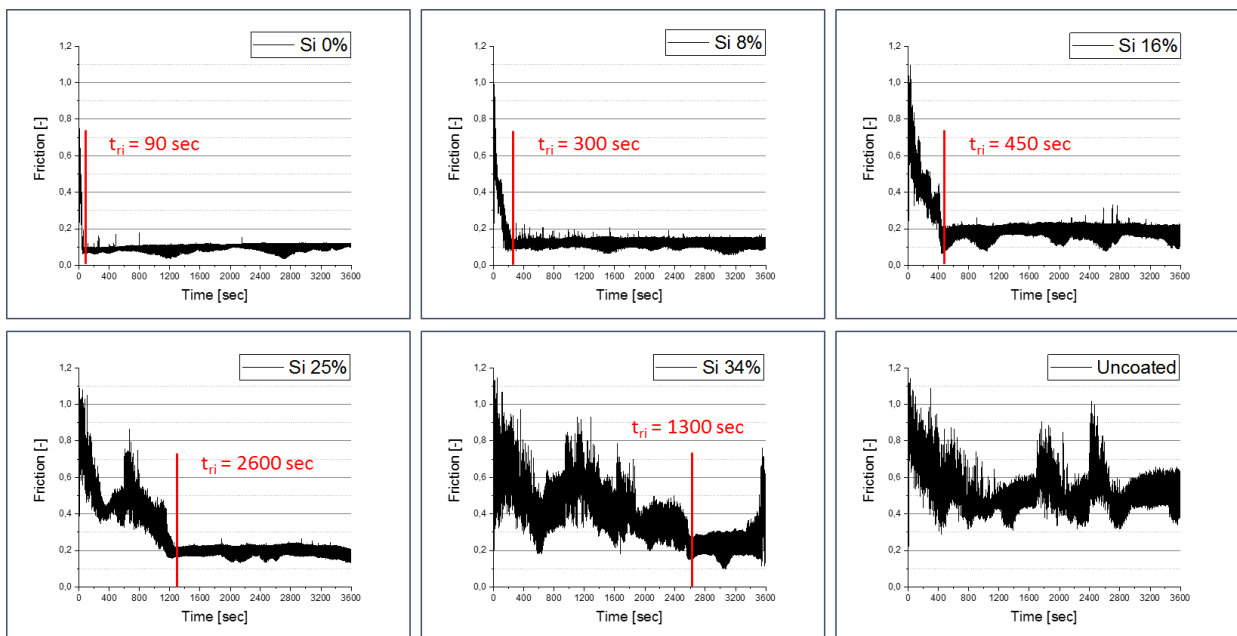 Si 0%
1,2
1,0
0,8
0,6
0,4
0,2
0,0
Friction [-]
t_ri = 90 sec
0 400 800 1200 1600 2000 2400 2800 3200 3600
Time [sec]
Si 8%
1,2
1,0
0,8
0,6
0,4
0,2
0,0
Friction [-]
t_ri = 300 sec
0 400 800 1200 1600 2000 2400 2800 3200 3600
Time [sec]
Si 16%
1,2
1,0
0,8
0,6
0,4
0,2
0,0
Friction [-]
t_ri = 450 sec
0 400 800 1200 1600 2000 2400 2800 3200 3600
Time [sec]
Si 25%
1,2
1,0
0,8
0,6
0,4
0,2
0,0
Friction [-]
t_ri = 2600 sec
0 400 800 1200 1600 2000 2400 2800 3200 3600
Time [sec]
Si 34%
1,2
1,0
0,8
0,6
0,4
0,2
0,0
Friction [-]
t_ri = 1300 sec
0 400 800 1200 1600 2000 2400 2800 3200 3600
Time [sec]
Uncoated
1,2
1,0
0,8
0,6
0,4
0,2
0,0
Friction [-]
0 400 800 1200 1600 2000 2400 2800 3200 3600
Time [sec]